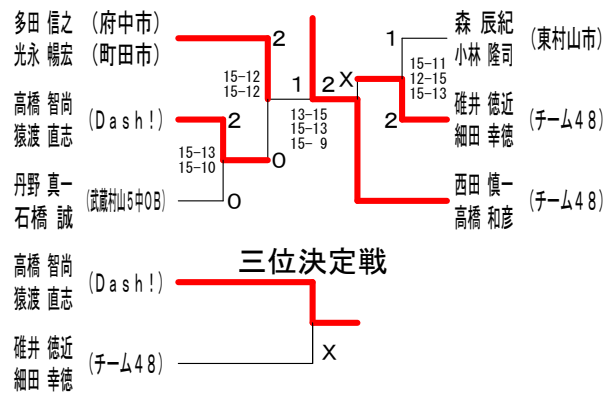 多田 信之 (府中市)
光永 暢宏 (町田市)
2
15-12
15-12
高橋 智尚
猿渡 直志
(Dash!)
2
15-13
15-10
0
丹野 真一
石橋 誠
(武蔵村山5中OB)
0
1
2
13-15
15-13
15- 9
X
森 辰紀
小林 隆司
(東村山市)
1
15-11
12-15
15-13
2
碓井 徳近
細田 幸徳
(チーム48)
西田 慎一
高橋 和彦
(チーム48)
三位決定戦
高橋 智尚
猿渡 直志
(Dash!)
碓井 徳近
細田 幸徳
(チーム48)
X